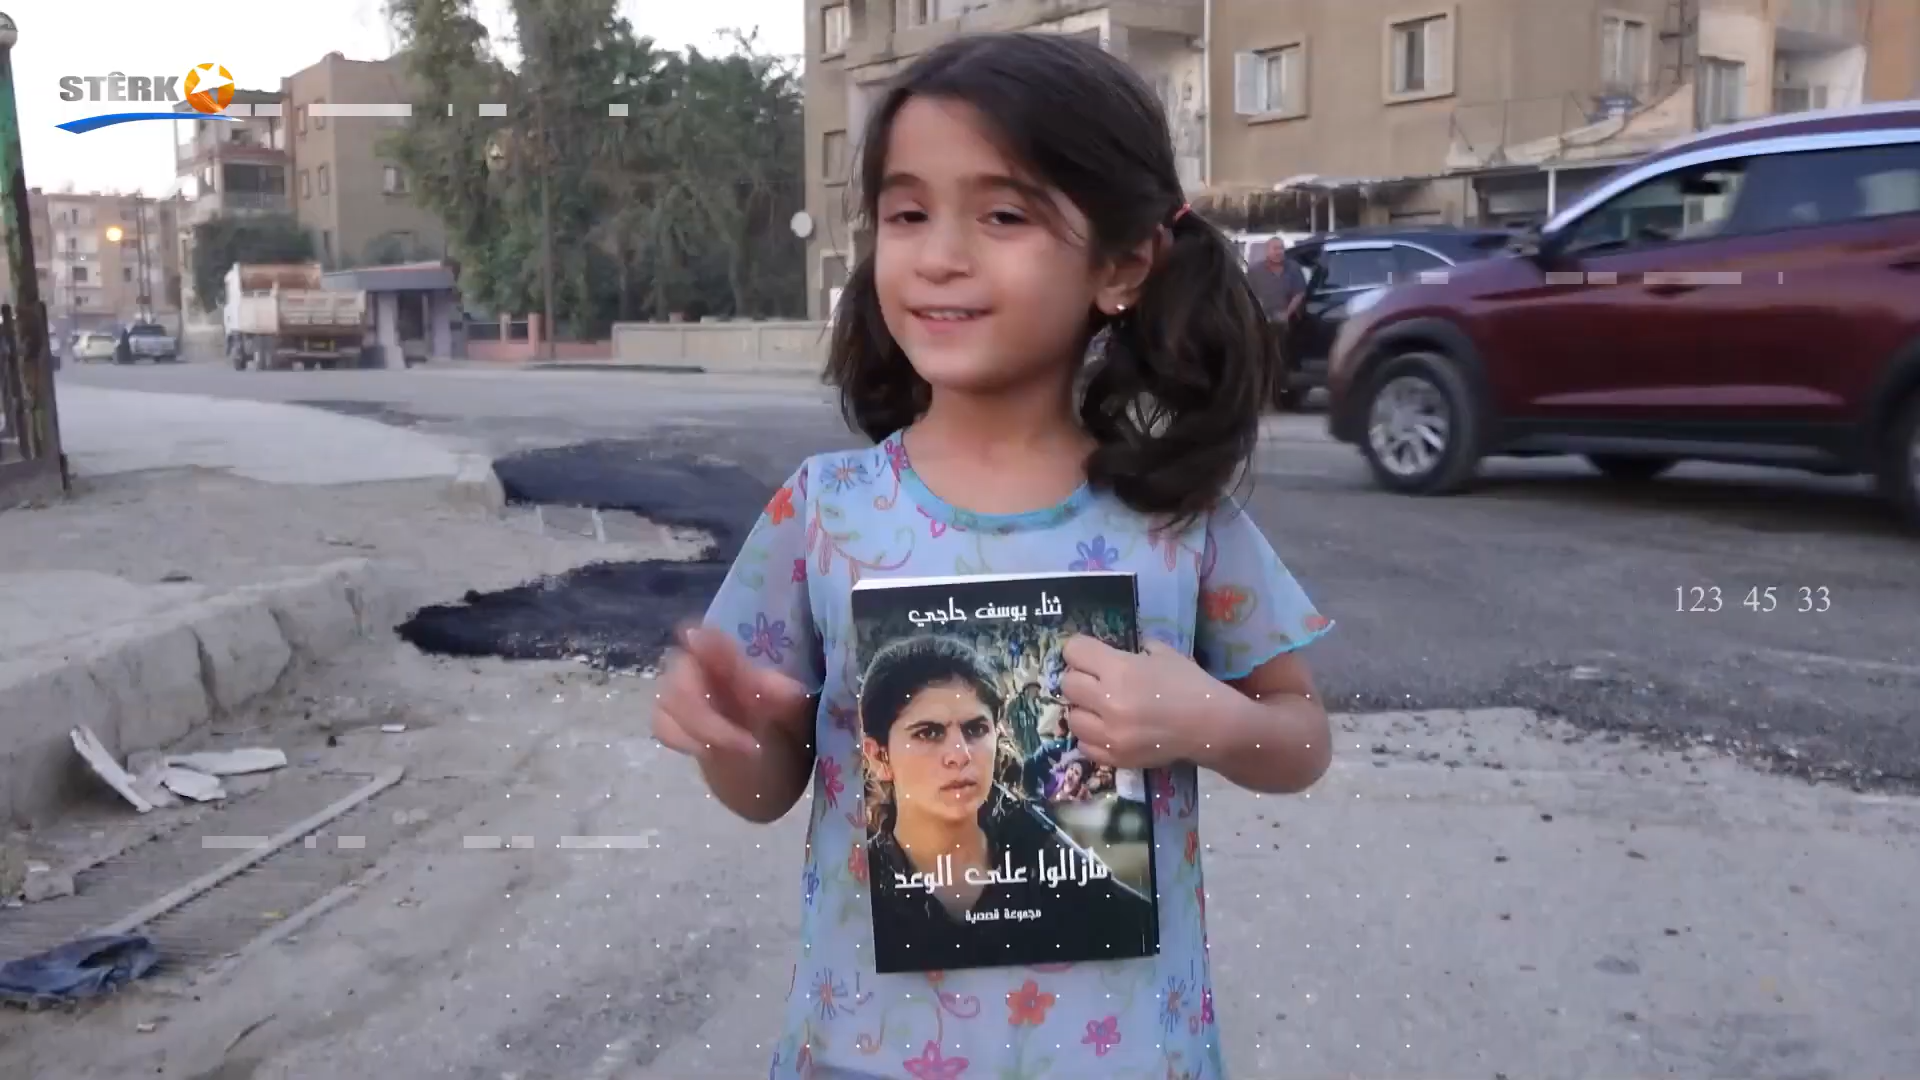 STÊRK
ثناء يوسف حاجي
123 45 33
مازالوا على الوعد
مجموعة قصصية